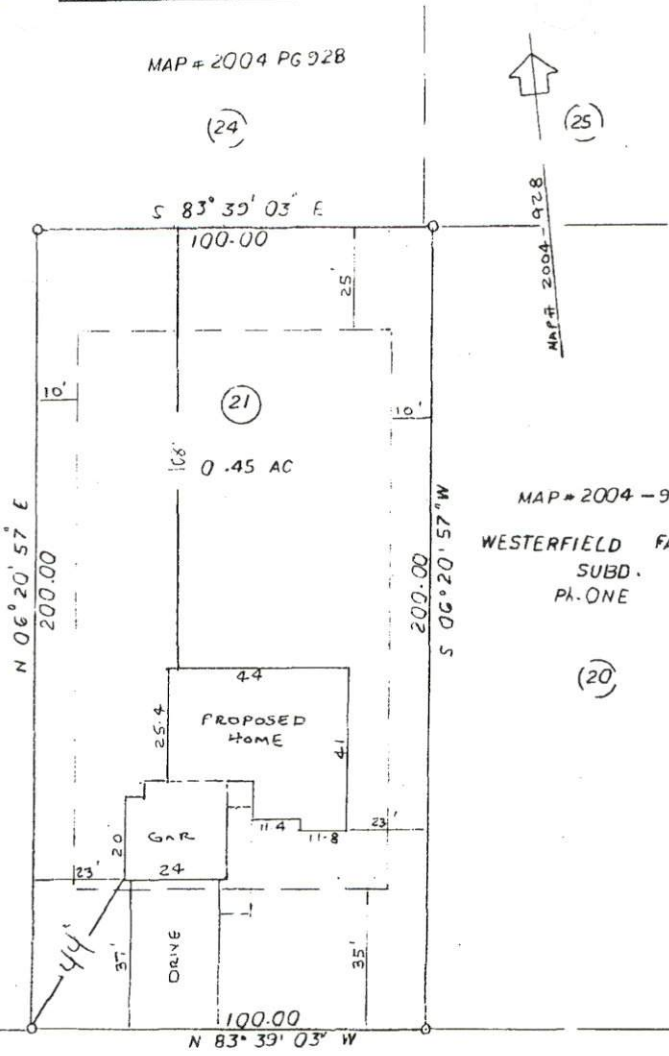 MAP # 2004 PG 928
(24)
(25)
S 83° 39' 03" E
100.00
MAP# 2004-928
25'
10'
(21)
10'
108'
0.45 AC
N 06° 20' 57" E
200.00
200.00
S 06° 20' 57" W
MAP # 2004-9
WESTERFIELD FA
SUBD.
Ph. ONE
(20)
44
25.4
PROPOSED
HOME
41
11.4
11.8
23'
20
GAR
23'
24
44'
37'
DRIVE
35'
100.00
N 83° 39' 03" W